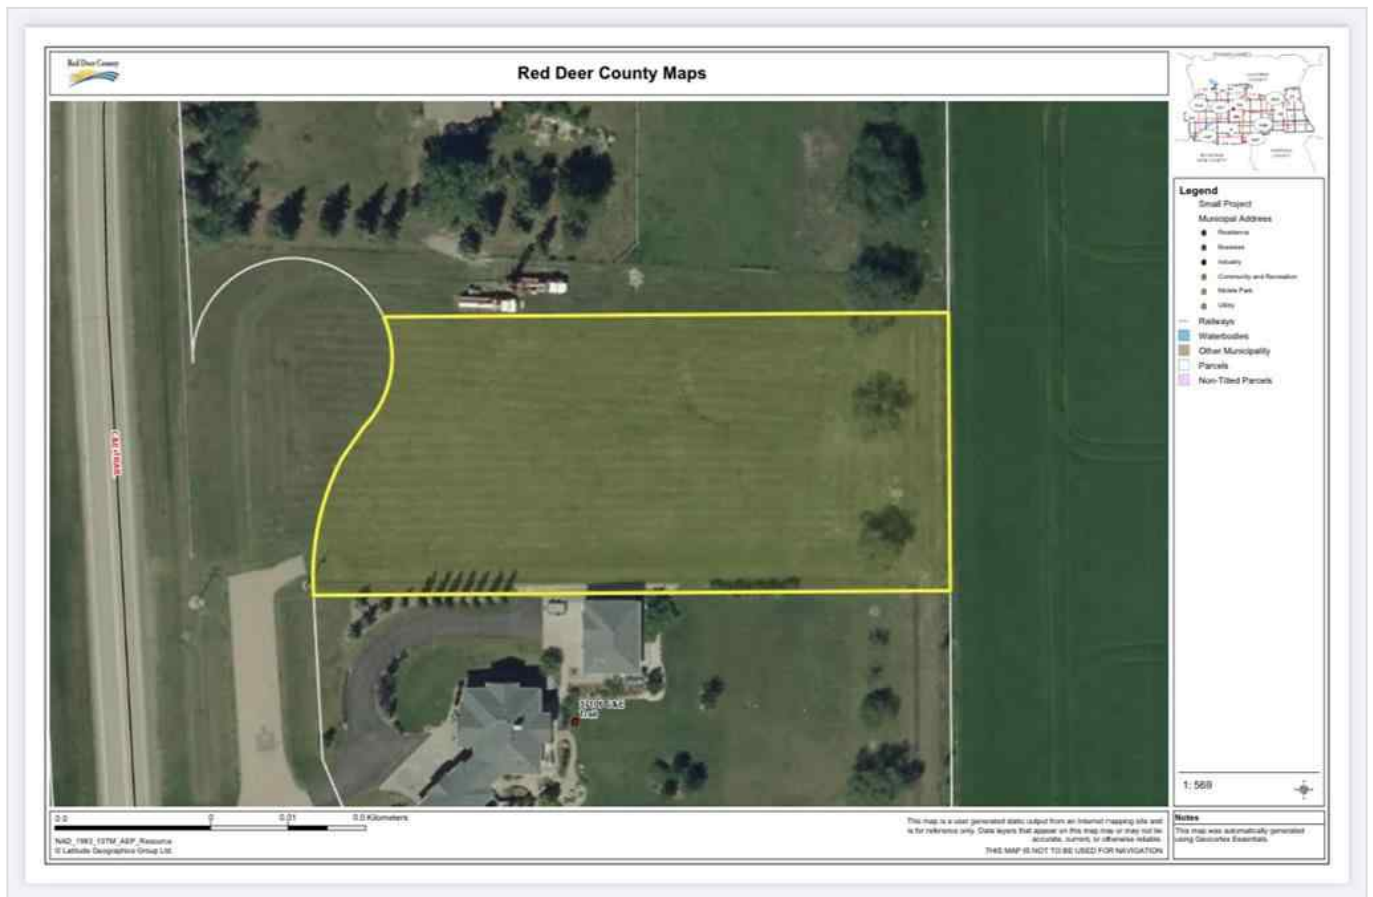 Red Deer County
Red Deer County Maps
Legend
Small Project
Municipal Address
Residence
Business
Industry
Community and Recreation
Mobile Park
Utility
Railways
Waterbodies
Other Municipality
Parcels
Non-Titled Parcels
C&E TRAIL
C&E
Trail
1: 569
0.0
0
0.01
0.0 Kilometers
NAD_1983_10TM_AEP_Resource
© Latitude Geographics Group Ltd.
This map is a user generated static output from an Internet mapping site and
is for reference only. Data layers that appear on this map may or may not be
accurate, current, or otherwise reliable.
THIS MAP IS NOT TO BE USED FOR NAVIGATION
Notes
This map was automatically generated
using Geocortex Essentials.